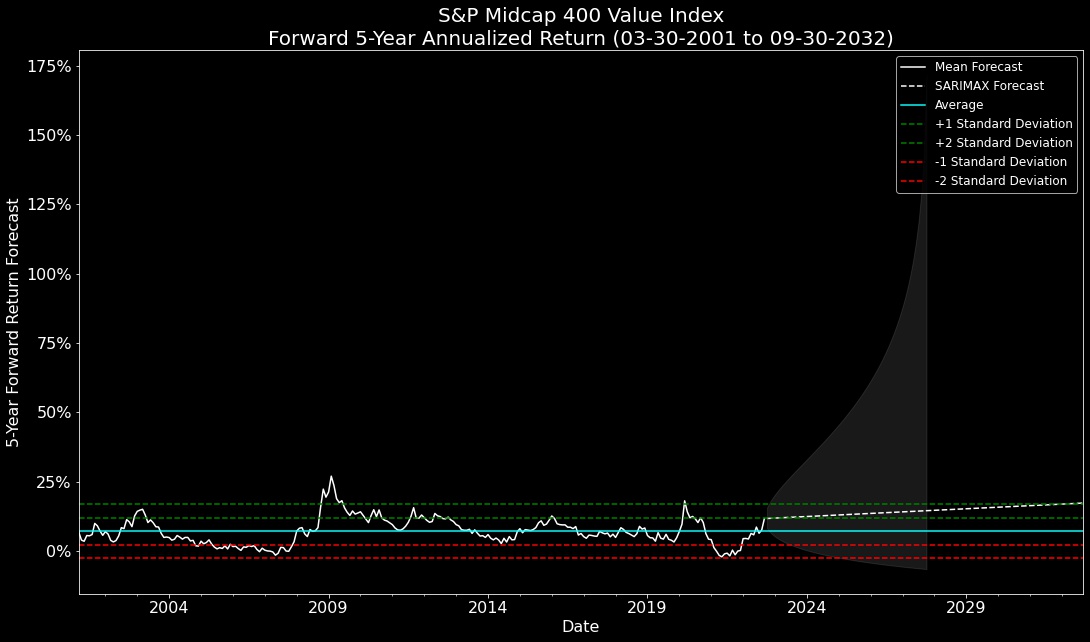 S&P Midcap 400 Value Index
Forward 5-Year Annualized Return (03-30-2001 to 09-30-2032)
175%
150%
125%
100%
75%
50%
25%
0%
5-Year Forward Return Forecast
Mean Forecast
SARIMAX Forecast
Average
+1 Standard Deviation
+2 Standard Deviation
-1 Standard Deviation
-2 Standard Deviation
2004
2009
2014
2019
2024
2029
Date